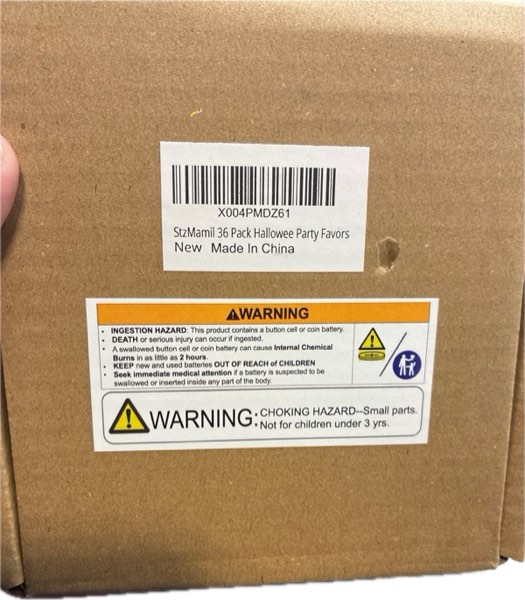 X004PMDZ61
StzMamil 36 Pack Hallowee Party Favors
New Made In China
WARNING
• INGESTION HAZARD: This product contains a button cell or coin battery.
• DEATH or serious injury can occur if ingested.
• A swallowed button cell or coin battery can cause Internal Chemical
Burns in as little as 2 hours.
• KEEP new and used batteries OUT OF REACH of CHILDREN
• Seek immediate medical attention if a battery is suspected to be
swallowed or inserted inside any part of the body.
WARNING: CHOKING HAZARD--Small parts.
Not for children under 3 yrs.